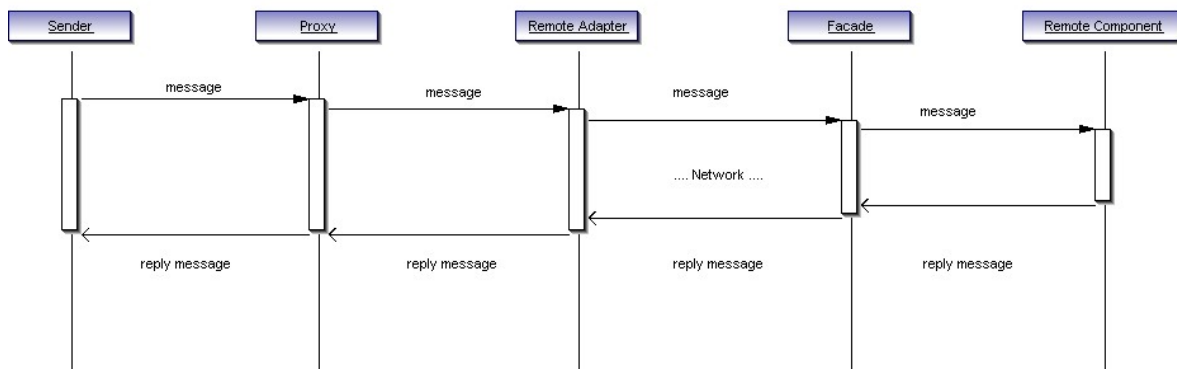 Sender
Proxy
Remote Adapter
Facade
Remote Component
message
message
message
message
.... Network ....
reply message
reply message
reply message
reply message